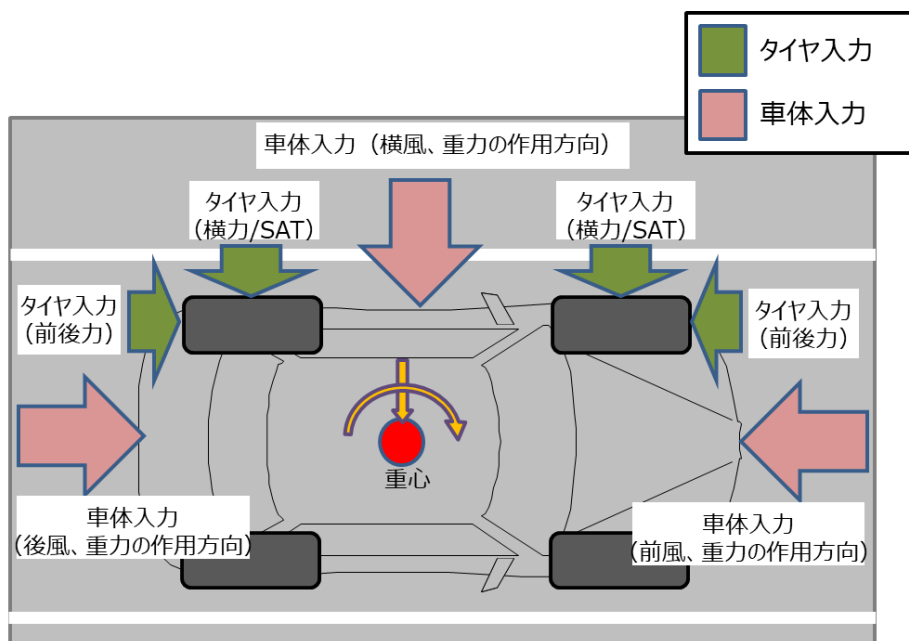 タイヤ入力
車体入力
車体入力（横風、重力の作用方向）
タイヤ入力
（横力/SAT）
タイヤ入力
（横力/SAT）
タイヤ入力
（前後力）
タイヤ入力
（前後力）
重心
車体入力
（後風、重力の作用方向）
車体入力
（前風、重力の作用方向）